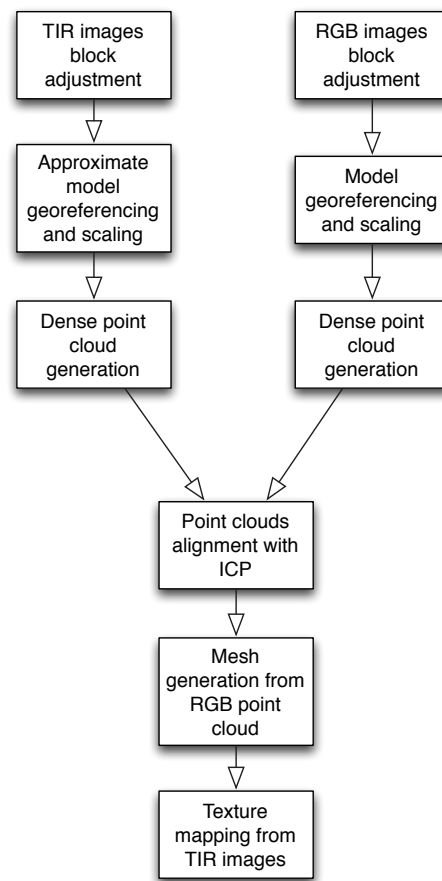 TIR images
block
adjustment
RGB images
block
adjustment
Approximate
model
georeferencing
and scaling
Model
georeferencing
and scaling
Dense point
cloud
generation
Dense point
cloud
generation
Point clouds
alignment with
ICP
Mesh
generation from
RGB point
cloud
Texture
mapping from
TIR images